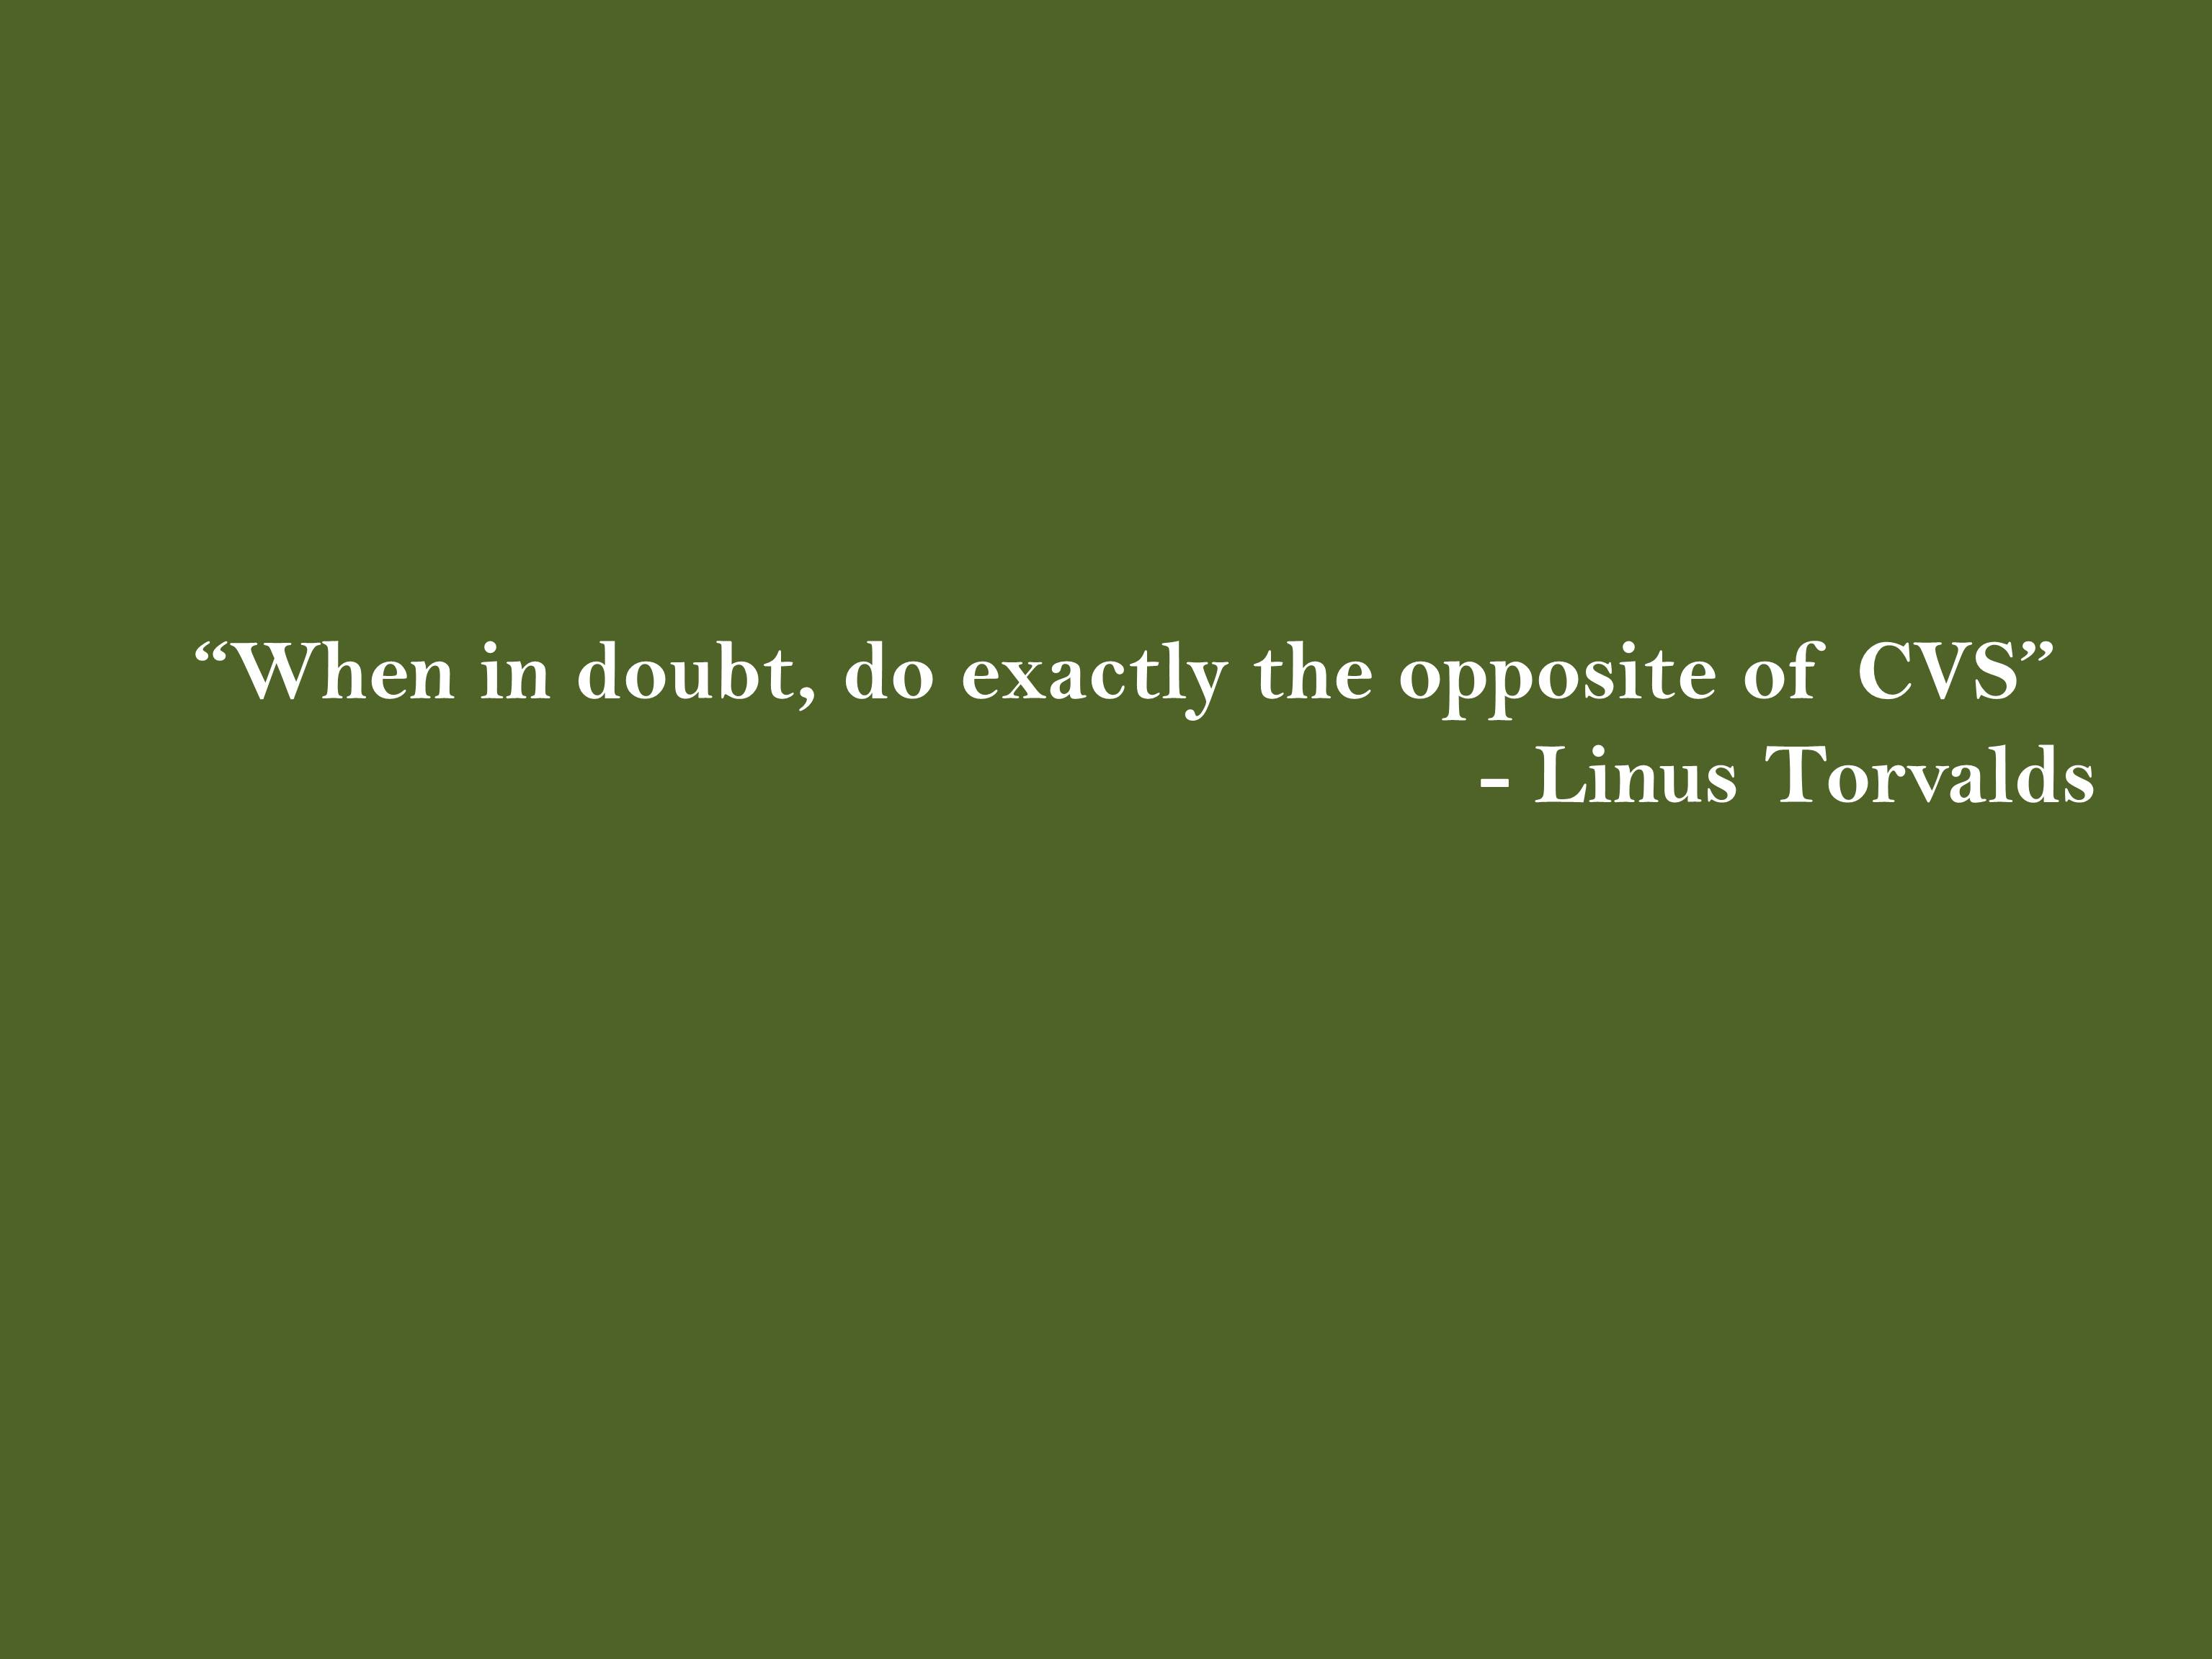 “When in doubt, do exactly the opposite of CVS”
- Linus Torvalds